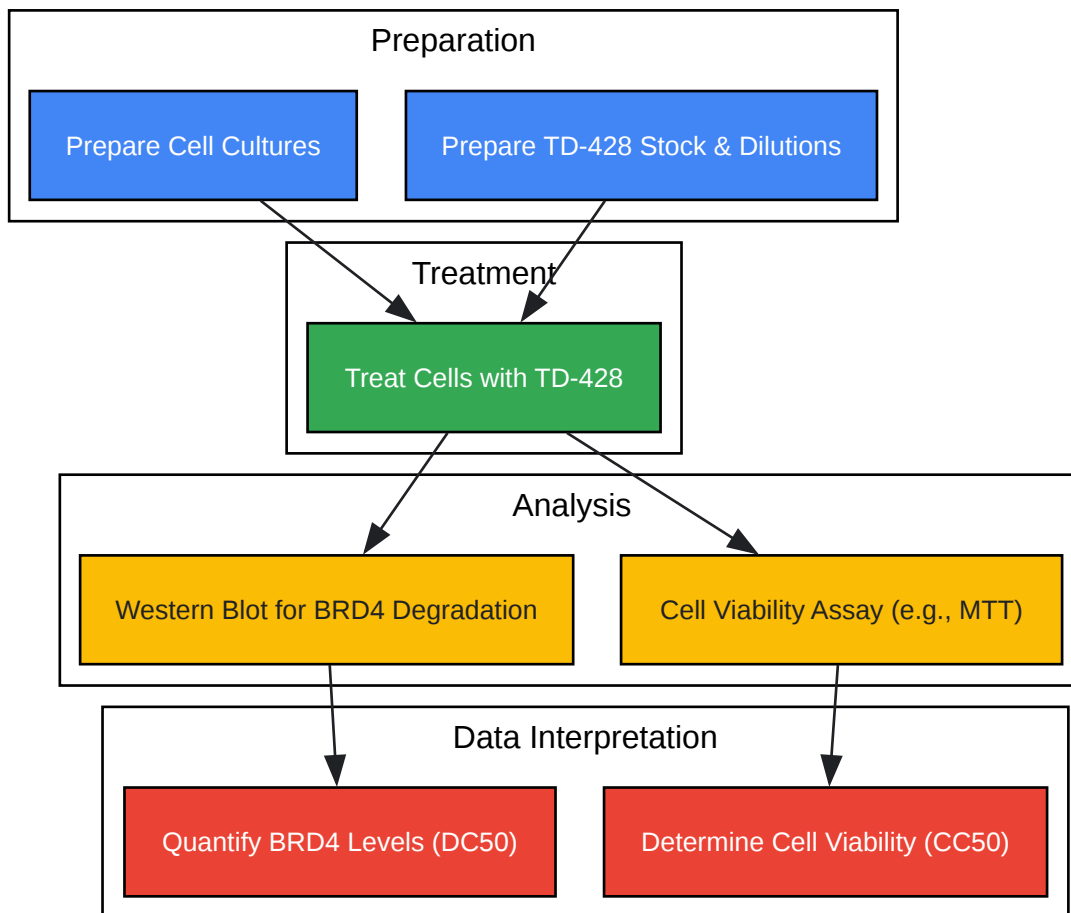 Preparation
Prepare Cell Cultures
Prepare TD-428 Stock & Dilutions
Treatment
Treat Cells with TD-428
Analysis
Western Blot for BRD4 Degradation
Cell Viability Assay (e.g., MTT)
Data Interpretation
Quantify BRD4 Levels (DC50)
Determine Cell Viability (CC50)